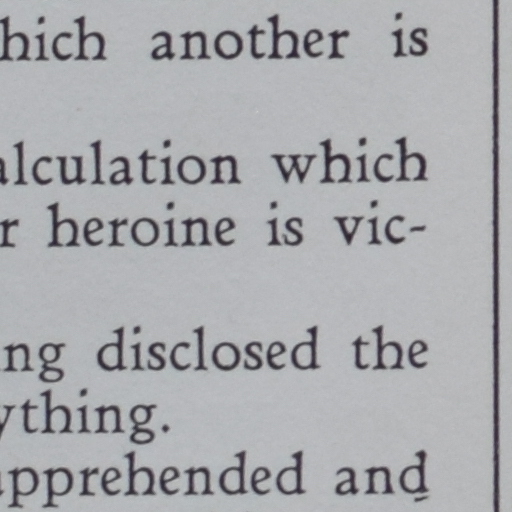 hich another is
alculation which
r heroine is vic-
ng disclosed the
ything.
pprehended and